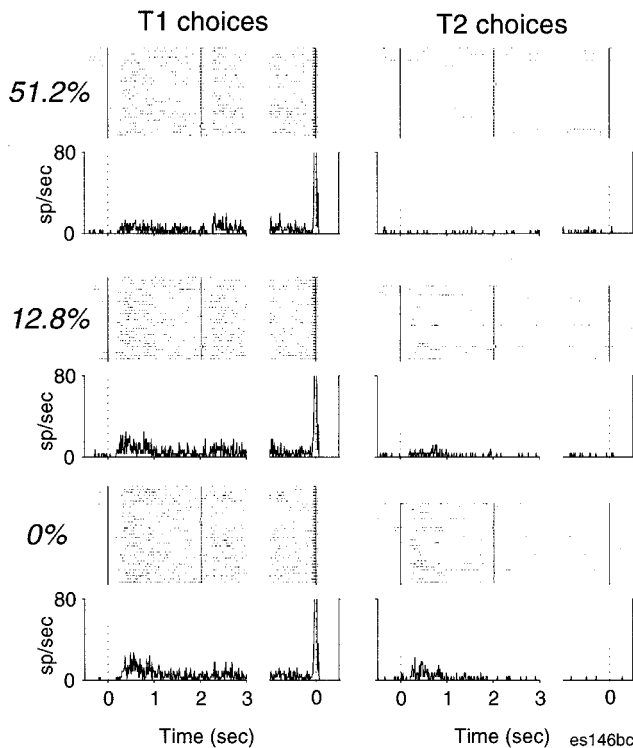 T1 choices T2 choices
51.2%
80
sp/sec
0
12.8%
80
sp/sec
0
0%
80
sp/sec
0
0 1 2 3 0 0 1 2 3 0
Time (sec) Time (sec)
es146bc